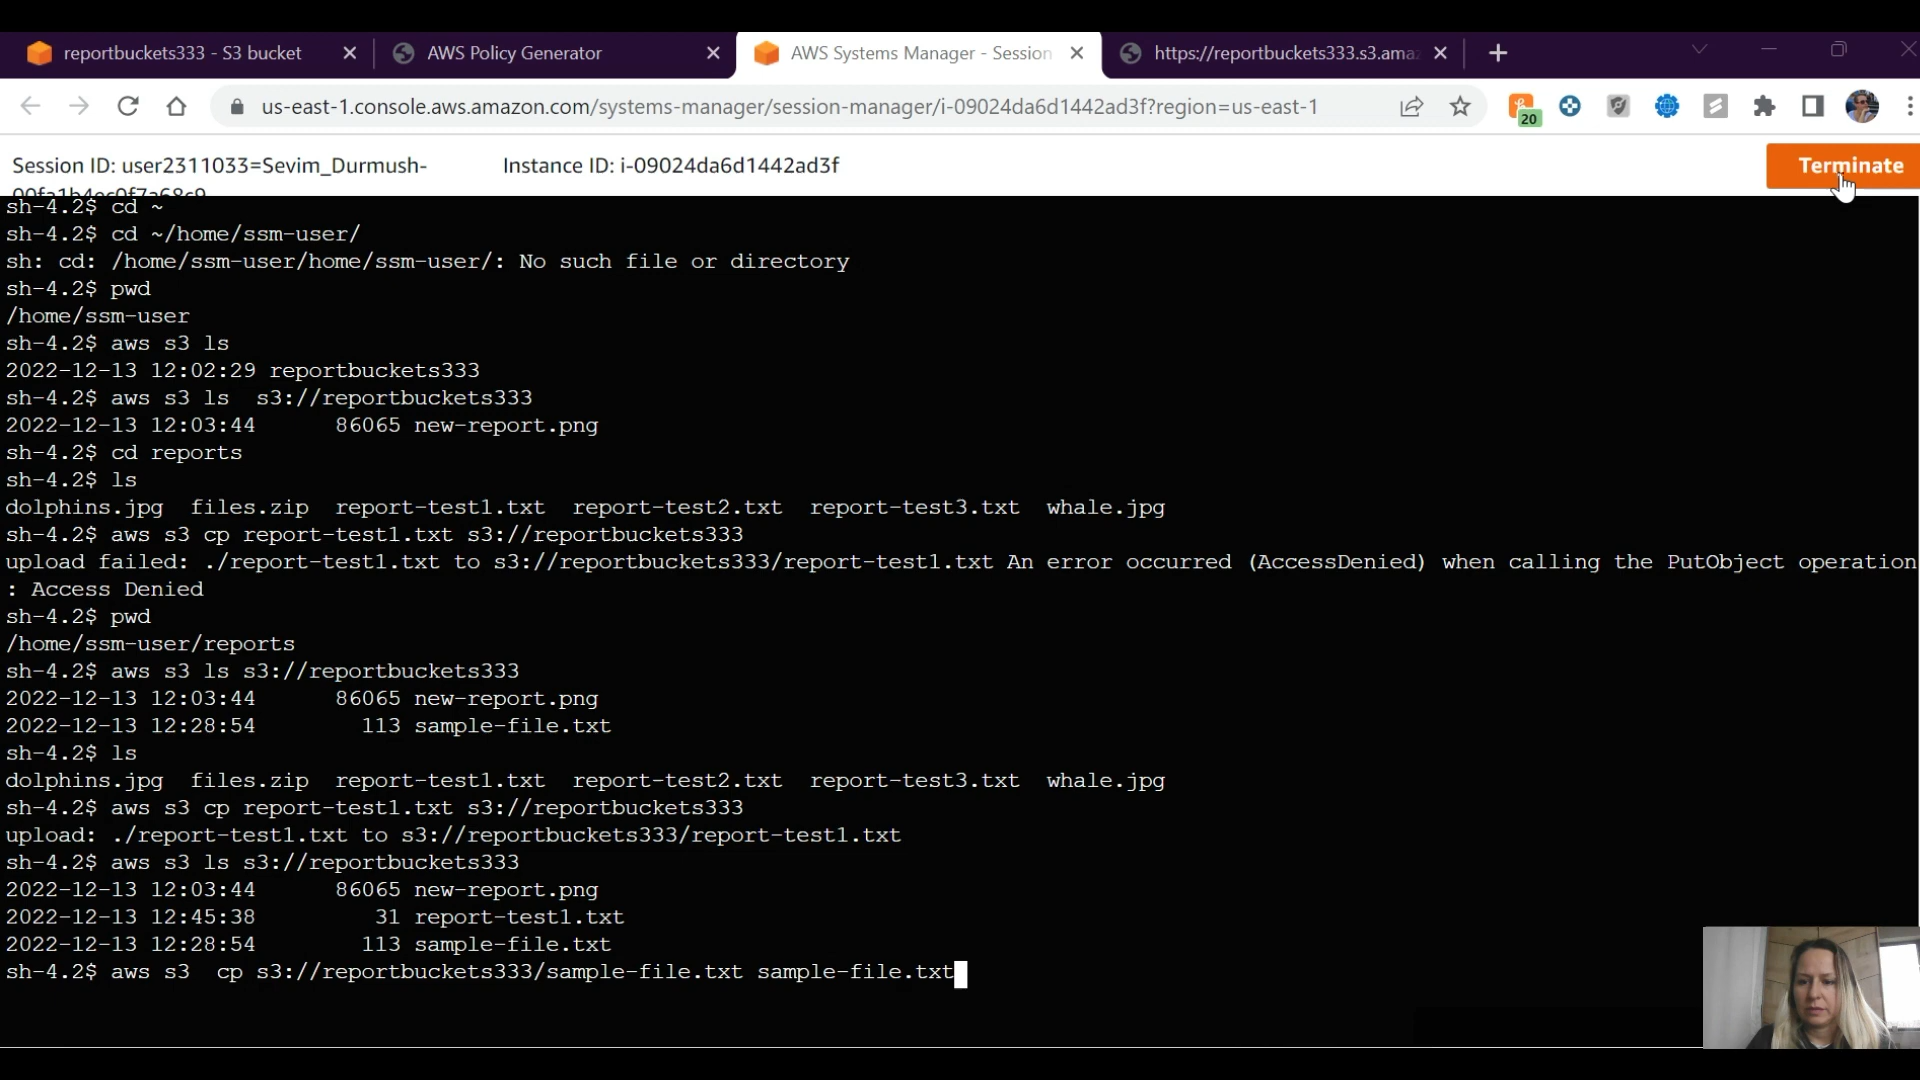 reportbuckets333 - S3 bucket
AWS Policy Generator
AWS Systems Manager - Session
https://reportbuckets333.s3.ama
us-east-1.console.aws.amazon.com/systems-manager/session-manager/i-09024da6d1442ad3f?region=us-east-1
20
Session ID: user2311033=Sevim_Durmush-
00fa1b4ec0f7a68c9
Instance ID: i-09024da6d1442ad3f
Terminate
sh-4.2$ cd ~
sh-4.2$ cd ~/home/ssm-user/
sh: cd: /home/ssm-user/home/ssm-user/: No such file or directory
sh-4.2$ pwd
/home/ssm-user
sh-4.2$ aws s3 ls
2022-12-13 12:02:29 reportbuckets333
sh-4.2$ aws s3 ls  s3://reportbuckets333
2022-12-13 12:03:44      86065 new-report.png
sh-4.2$ cd reports
sh-4.2$ ls
dolphins.jpg  files.zip  report-test1.txt  report-test2.txt  report-test3.txt  whale.jpg
sh-4.2$ aws s3 cp report-test1.txt s3://reportbuckets333
upload failed: ./report-test1.txt to s3://reportbuckets333/report-test1.txt An error occurred (AccessDenied) when calling the PutObject operation
: Access Denied
sh-4.2$ pwd
/home/ssm-user/reports
sh-4.2$ aws s3 ls s3://reportbuckets333
2022-12-13 12:03:44      86065 new-report.png
2022-12-13 12:28:54        113 sample-file.txt
sh-4.2$ ls
dolphins.jpg  files.zip  report-test1.txt  report-test2.txt  report-test3.txt  whale.jpg
sh-4.2$ aws s3 cp report-test1.txt s3://reportbuckets333
upload: ./report-test1.txt to s3://reportbuckets333/report-test1.txt
sh-4.2$ aws s3 ls s3://reportbuckets333
2022-12-13 12:03:44      86065 new-report.png
2022-12-13 12:45:38         31 report-test1.txt
2022-12-13 12:28:54        113 sample-file.txt
sh-4.2$ aws s3  cp s3://reportbuckets333/sample-file.txt sample-file.txt